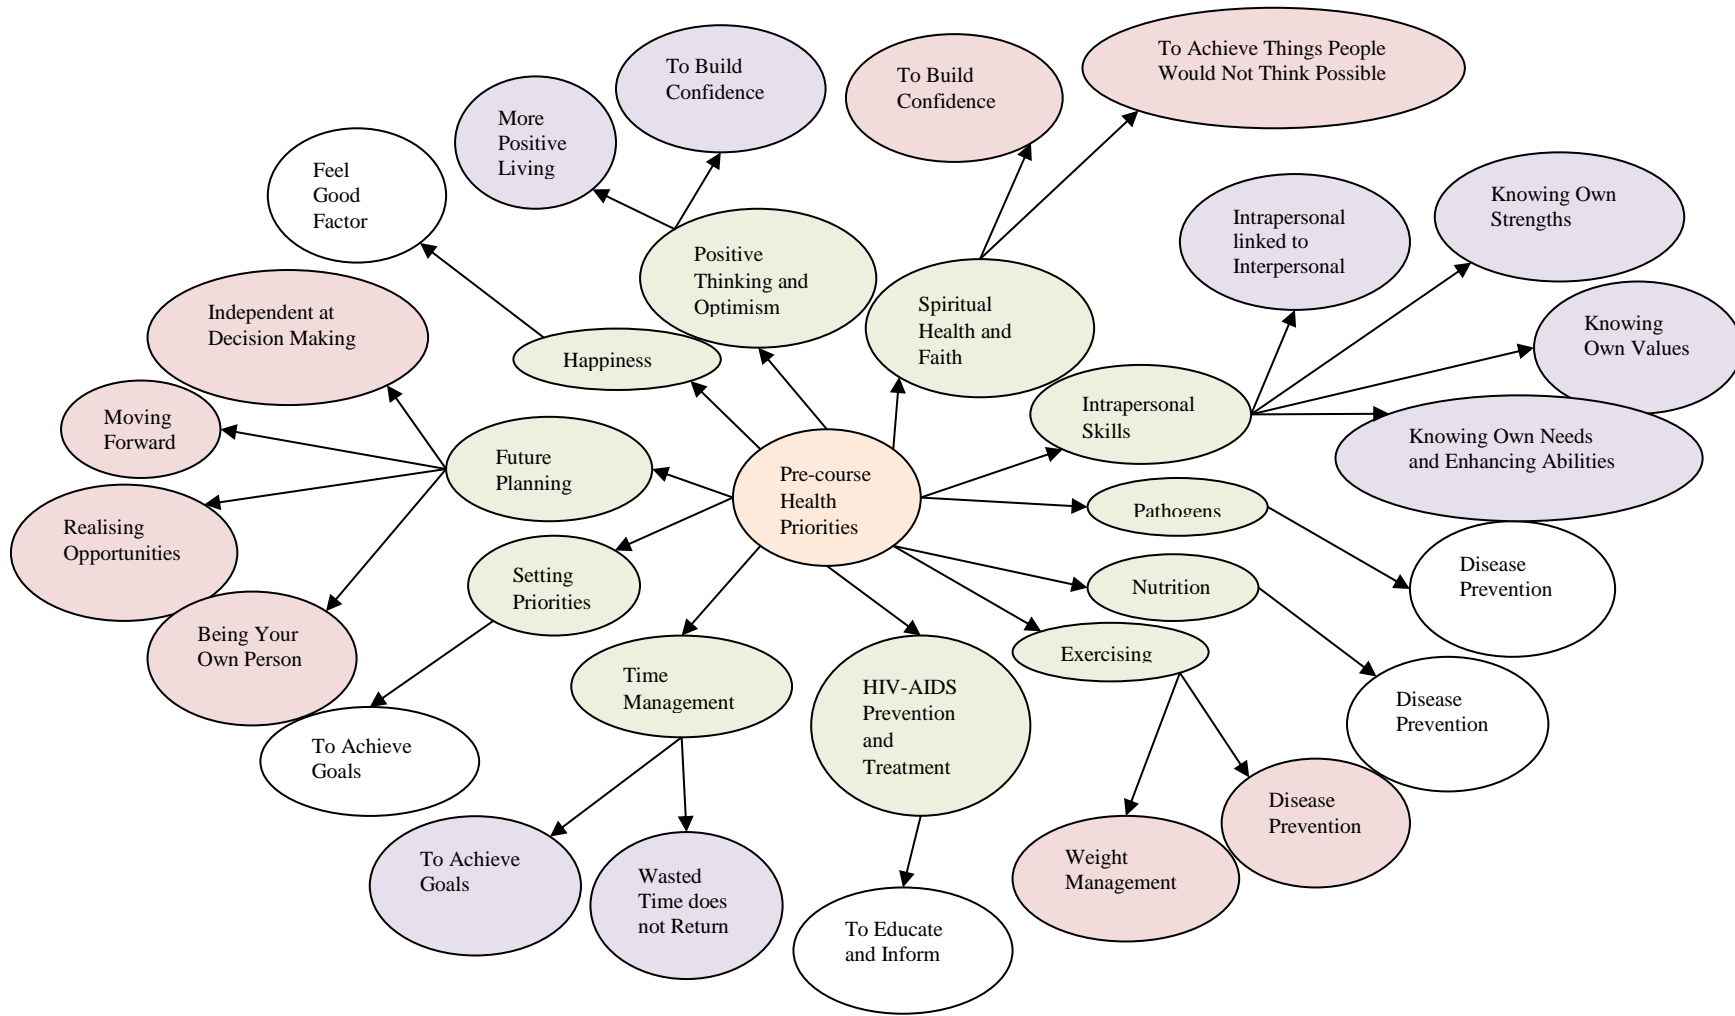 To Build
Confidence
To Build
Confidence
To Achieve Things People
Would Not Think Possible
More
Positive
Living
Feel
Good
Factor
Intrapersonal
linked to
Interpersonal
Knowing Own
Strengths
Positive
Thinking and
Optimism
Spiritual
Health and
Faith
Independent at
Decision Making
Happiness
Knowing
Own Values
Moving
Forward
Intrapersonal
Skills
Knowing Own Needs
and Enhancing Abilities
Future
Planning
Pre-course
Health
Priorities
Pathogens
Realising
Opportunities
Setting
Priorities
Nutrition
Disease
Prevention
Being Your
Own Person
Time
Management
HIV-AIDS
Prevention
and
Treatment
Exercising
Disease
Prevention
To Achieve
Goals
Disease
Prevention
To Achieve
Goals
Wasted
Time does
not Return
Weight
Management
To Educate
and Inform